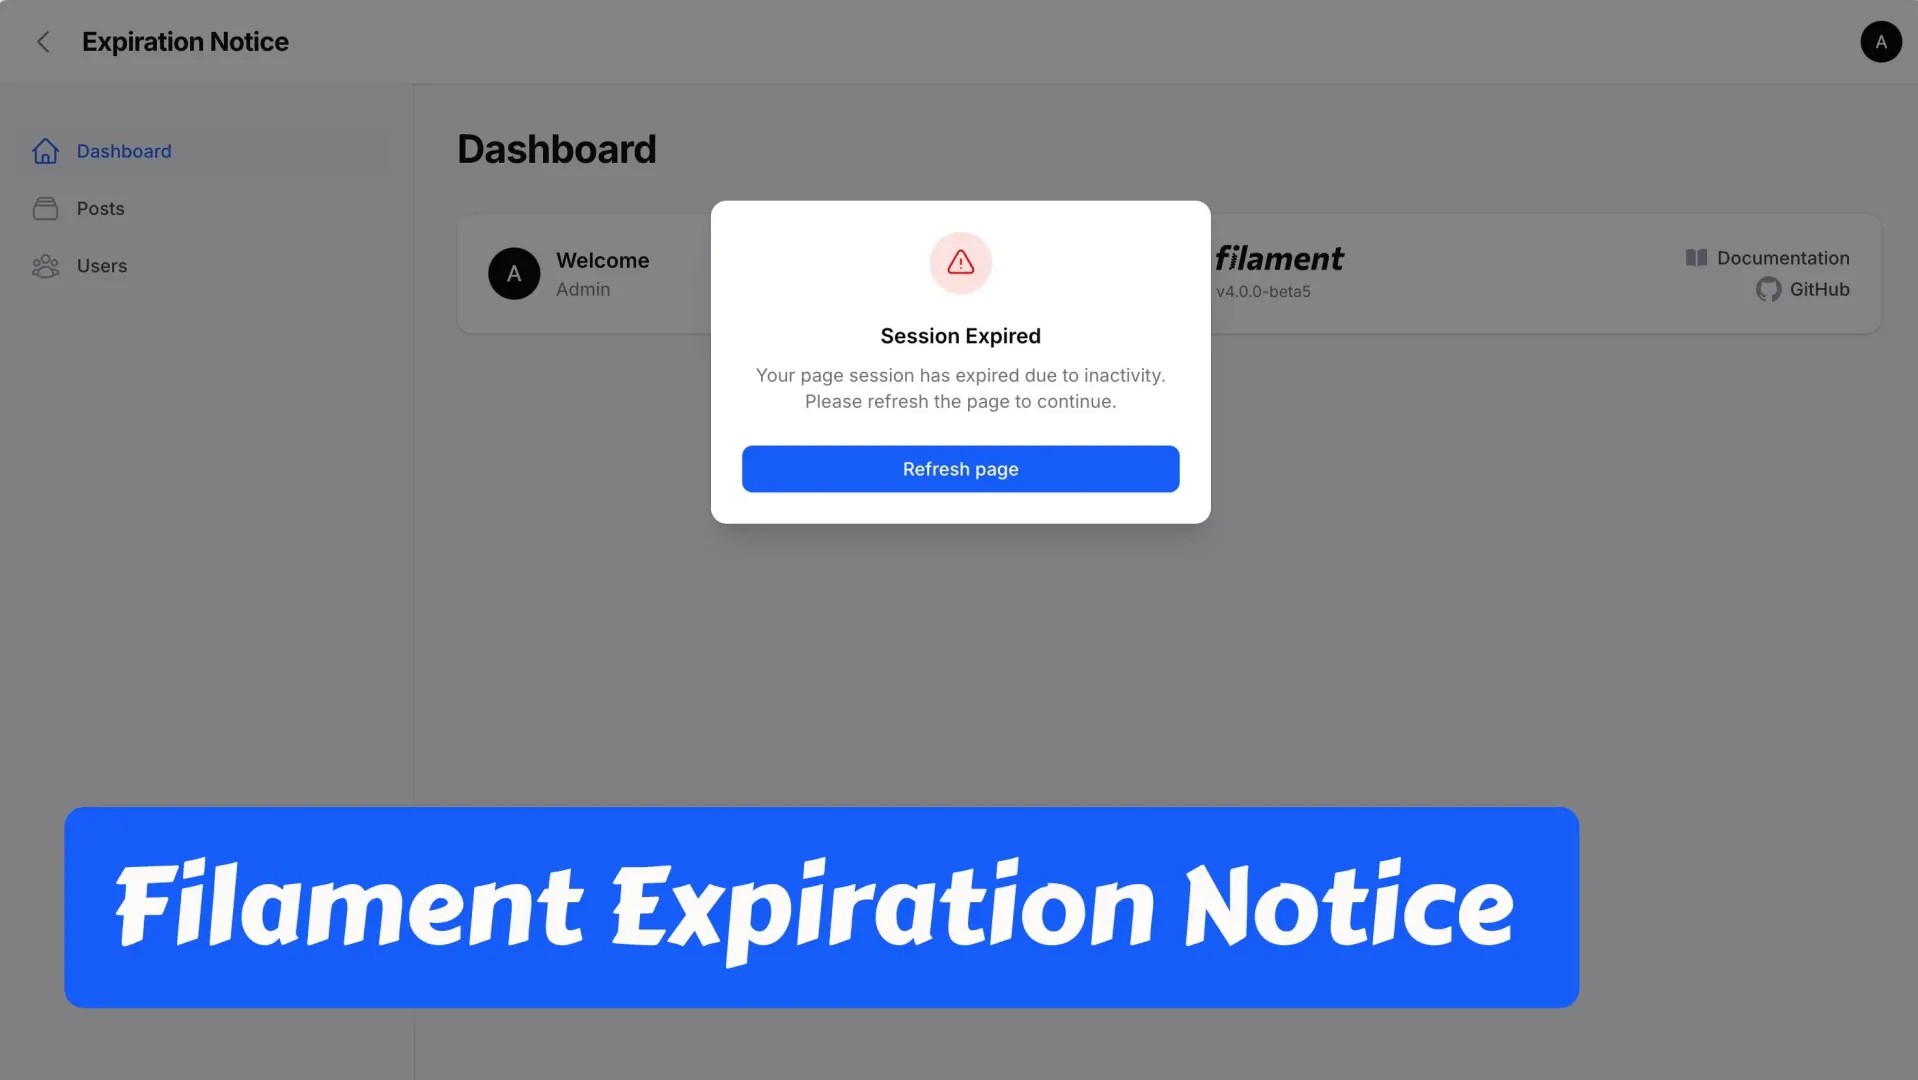 Expiration Notice
A
Dashboard
Posts
Users
Dashboard
A
Welcome
Admin
filament
v4.0.0-beta5
Documentation
GitHub
Session Expired
Your page session has expired due to inactivity.
Please refresh the page to continue.
Refresh page
Filament Expiration Notice